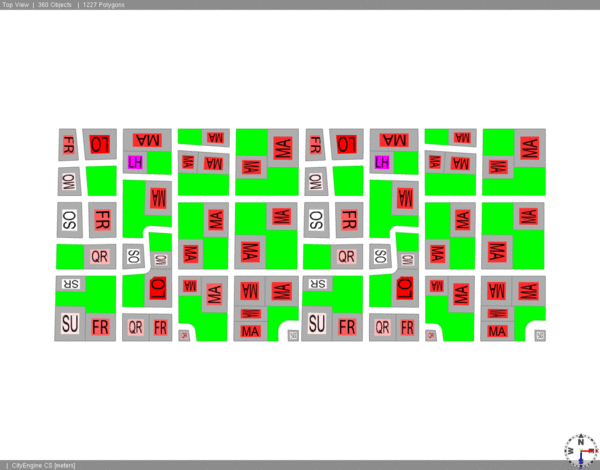 Top View | 360 Objects | 1227 Polygons
FR LO MA MA MA FR LO MA MA MA
LH MA MA MA LH MA MA MA
OM MA OM MA
SO FR MA MA SO FR MA MA
QR SO OM MA MA QR SO OM MA MA
SR LO MA MA MA MA SR LO MA MA MA MA
SU FR QR FR MA SU FR QR FR MA
N
W
| CityEngine CS [meters]